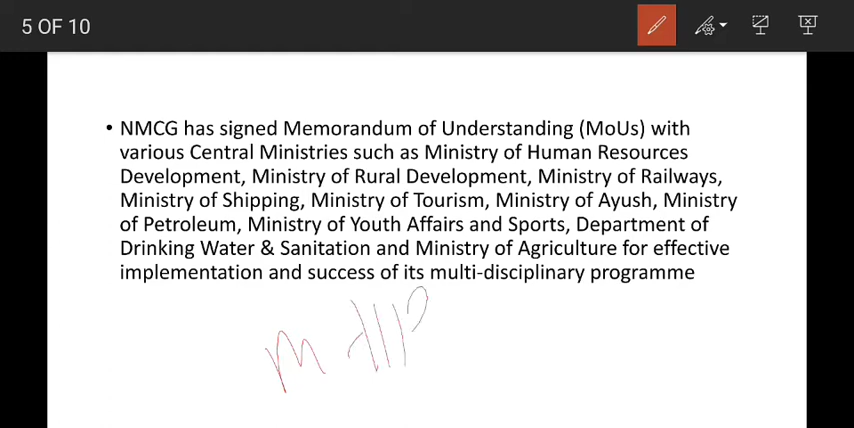 5 OF 10
• NMCG has signed Memorandum of Understanding (MoUs) with
various Central Ministries such as Ministry of Human Resources
Development, Ministry of Rural Development, Ministry of Railways,
Ministry of Shipping, Ministry of Tourism, Ministry of Ayush, Ministry
of Petroleum, Ministry of Youth Affairs and Sports, Department of
Drinking Water & Sanitation and Ministry of Agriculture for effective
implementation and success of its multi-disciplinary programme